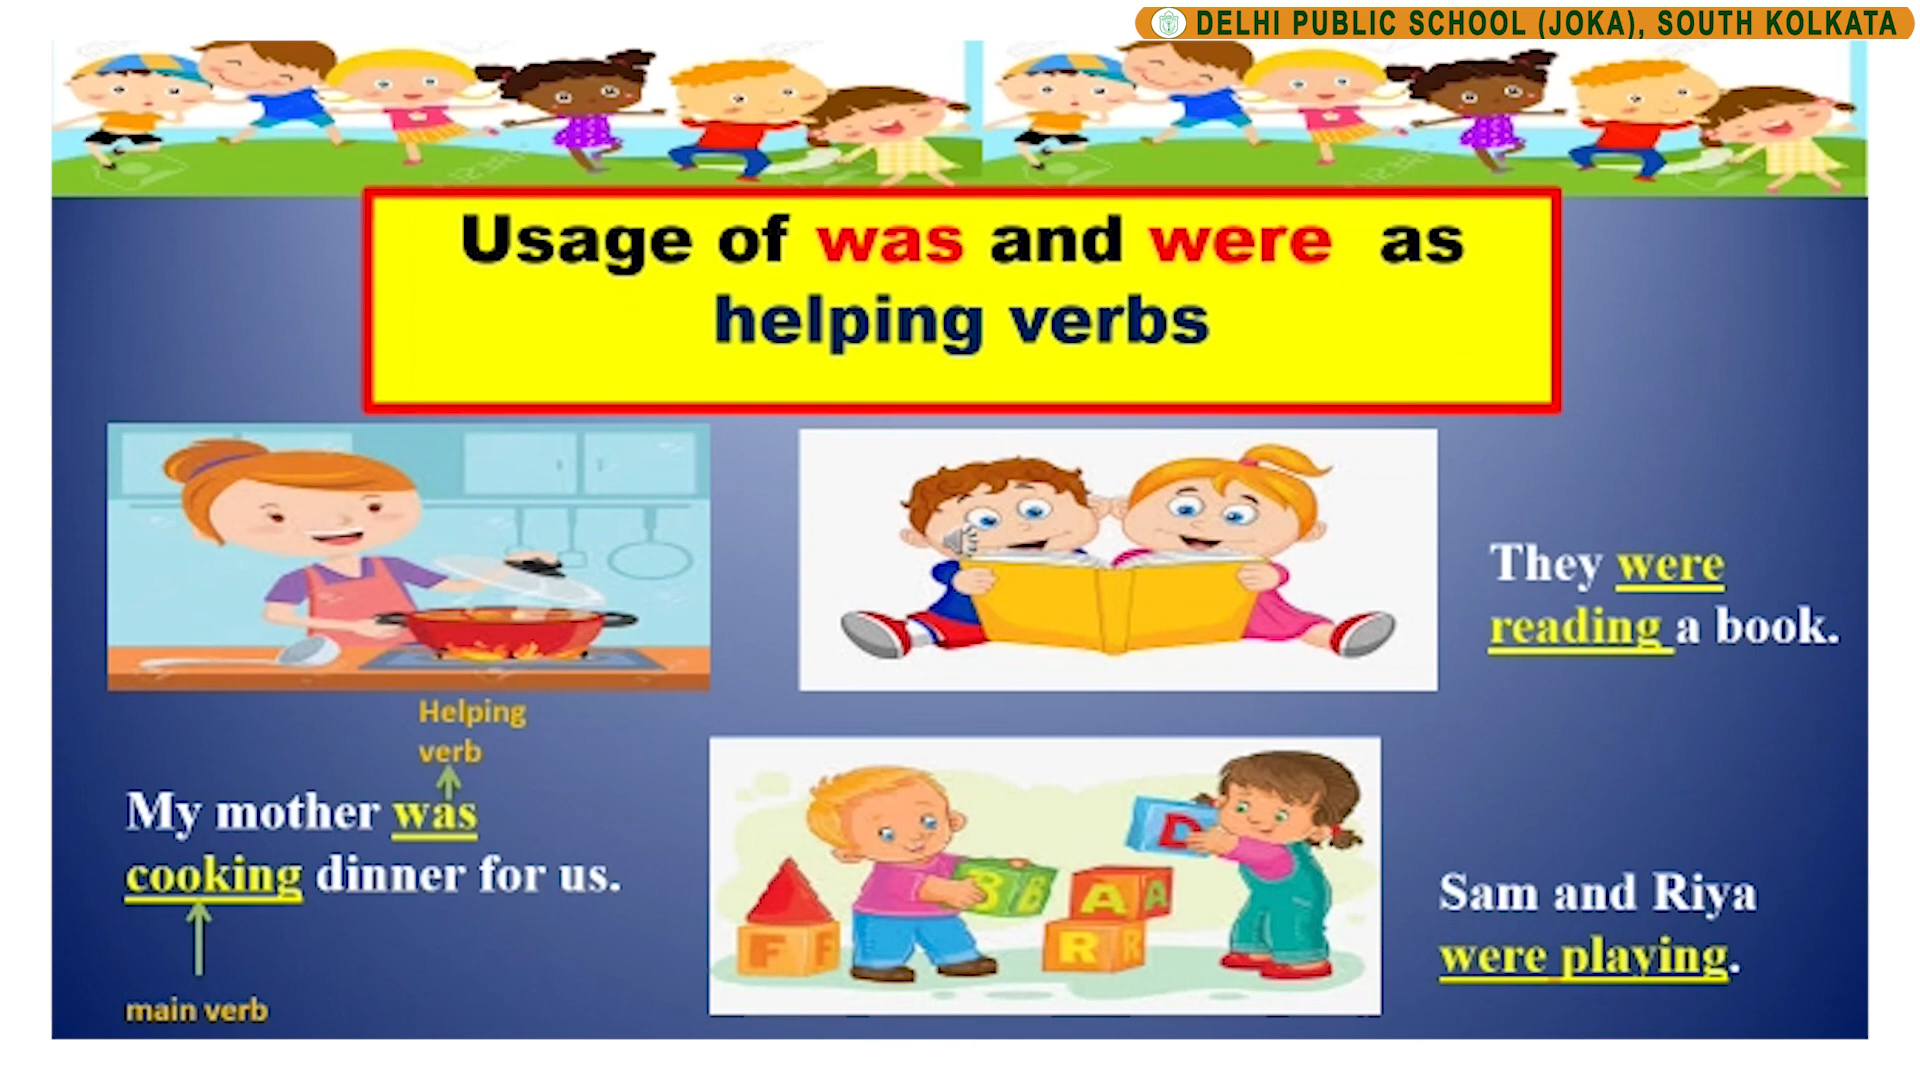 DELHI PUBLIC SCHOOL (JOKA), SOUTH KOLKATA
Usage of was and were as
helping verbs
They were
reading a book.
Helping
verb
My mother was
cooking dinner for us.
main verb
B B
D
A A
F F
R R
Sam and Riya
were playing.